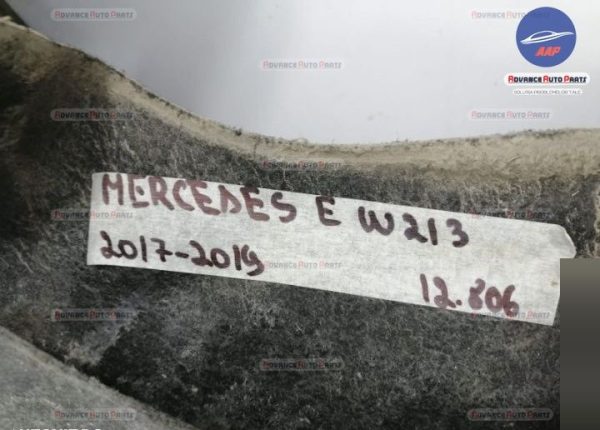 AAP
ADVANCE AUTO PARTS
MERCEDES E W213
2017-2019
12.806